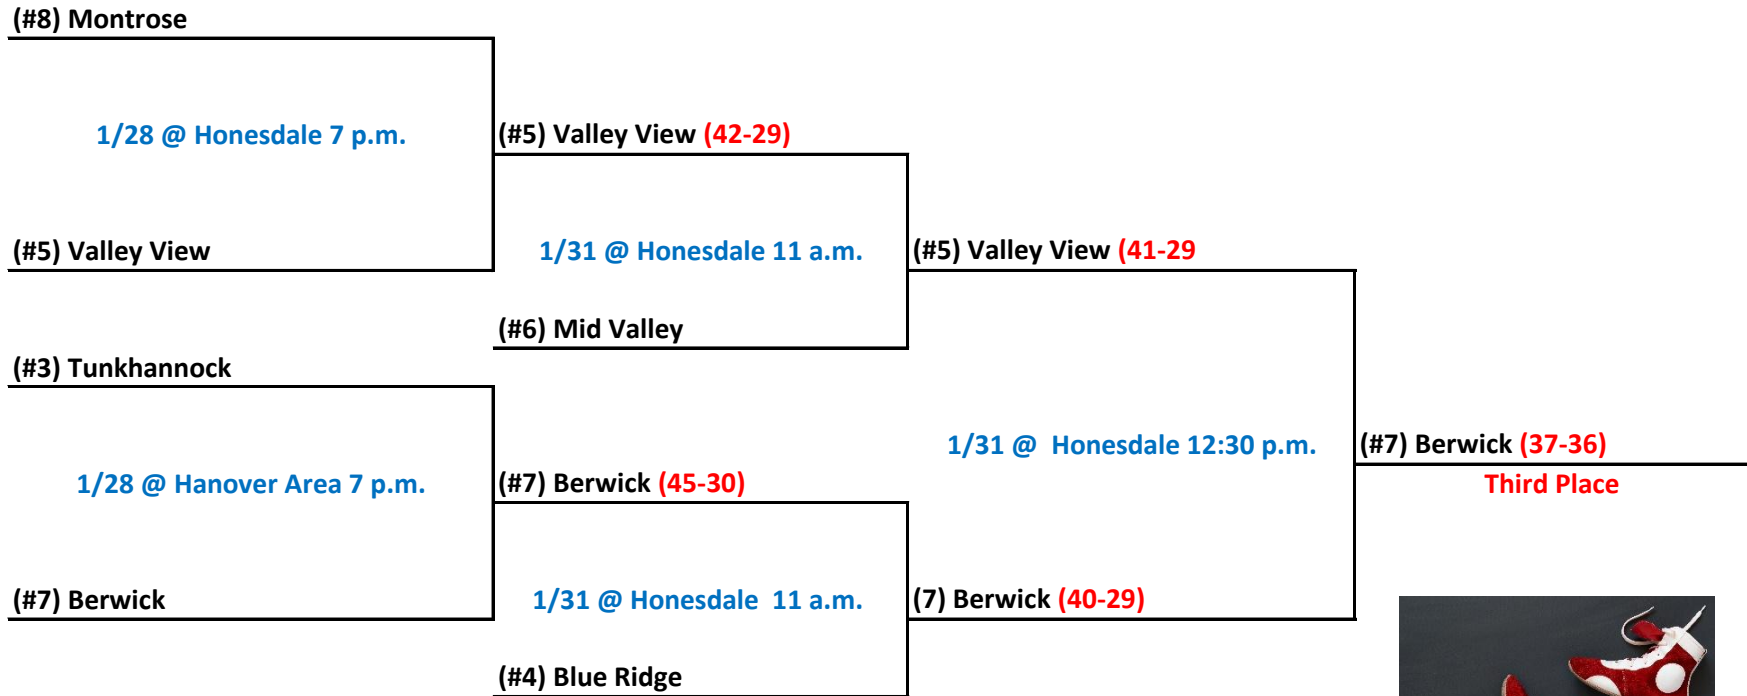 (#8) Montrose
1/28 @ Honesdale 7 p.m.
(#5) Valley View (42-29)
(#5) Valley View
1/31 @ Honesdale 11 a.m.
(#5) Valley View (41-29
(#6) Mid Valley
(#3) Tunkhannock
1/31 @  Honesdale 12:30 p.m.
(#7) Berwick (37-36)
1/28 @ Hanover Area 7 p.m.
(#7) Berwick (45-30)
Third Place
(#7) Berwick
1/31 @ Honesdale  11 a.m.
(7) Berwick (40-29)
(#4) Blue Ridge